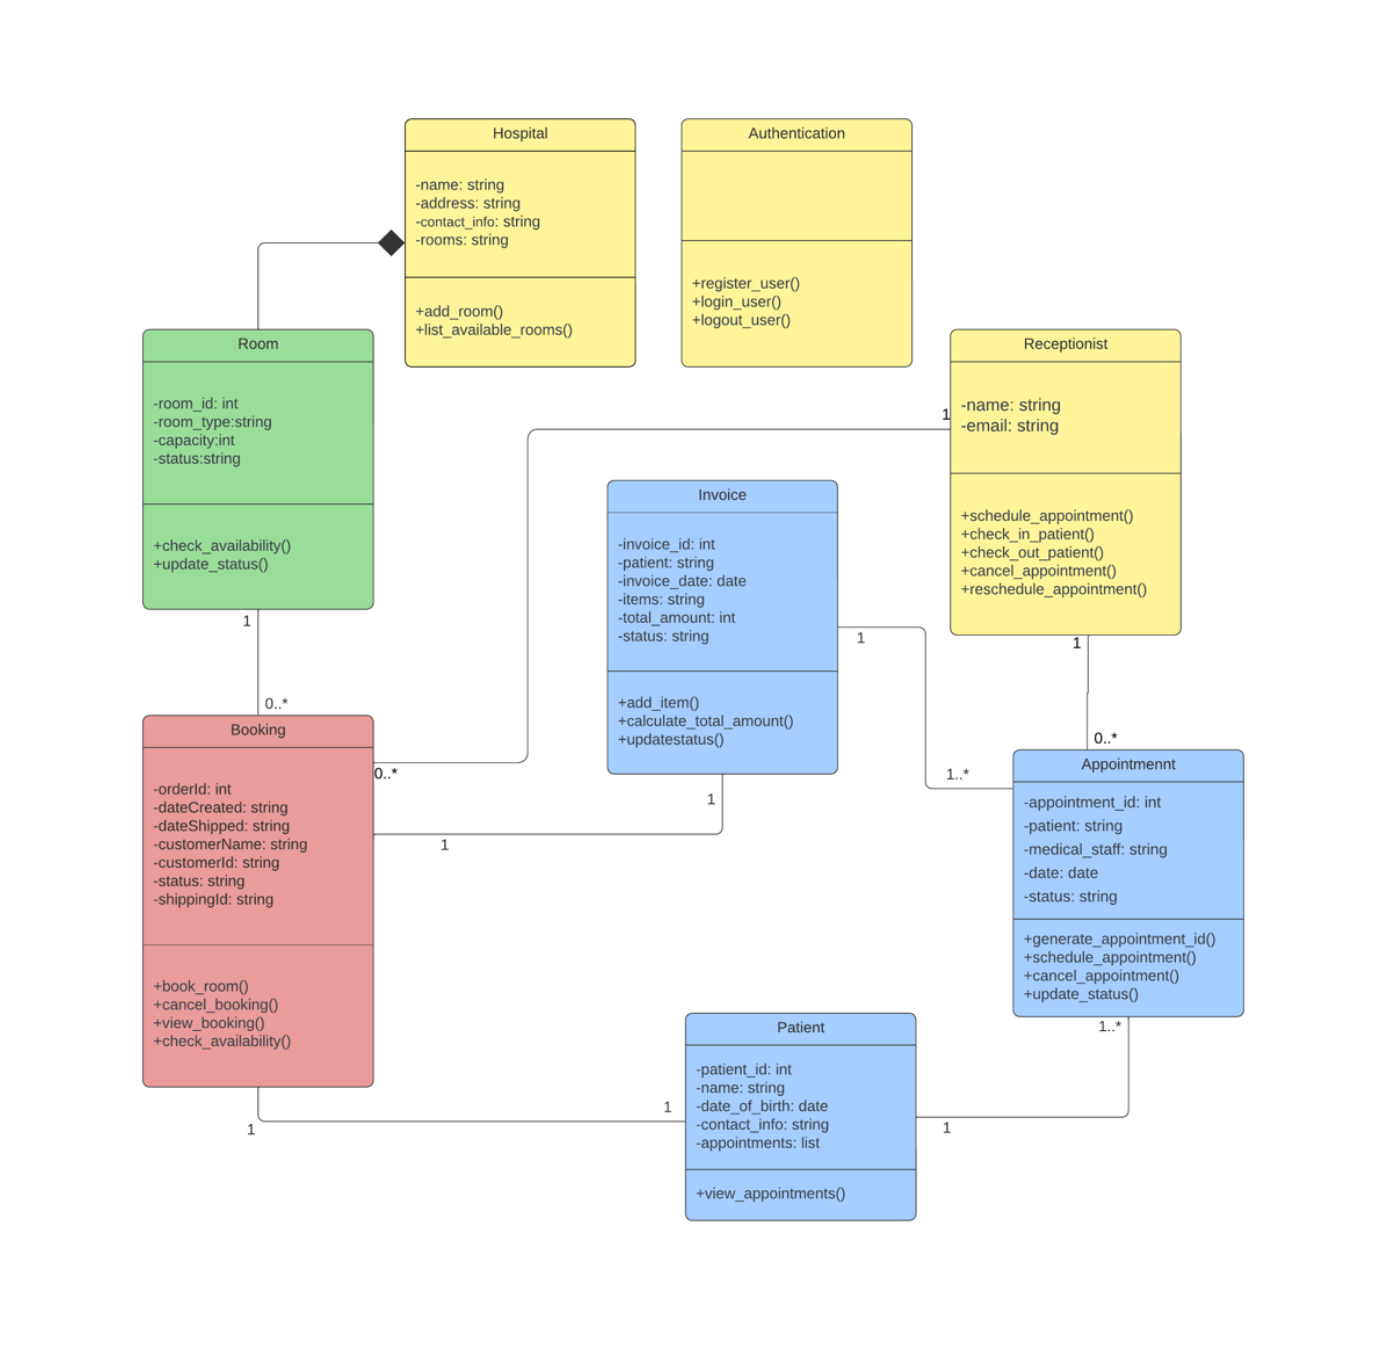 Hospital
-name: string
-address: string
-contact_info: string
-rooms: string
+add_room()
+list_available_rooms()
Authentication
+register_user()
+login_user()
+logout_user()
Room
-room_id: int
-room_type:string
-capacity:int
-status:string
+check_availability()
+update_status()
1
0..*
Receptionist
-name: string
-email: string
+schedule_appointment()
+check_in_patient()
+check_out_patient()
+cancel_appointment()
+reschedule_appointment()
1
1
0..*
Invoice
-invoice_id: int
-patient: string
-invoice_date: date
-items: string
-total_amount: int
-status: string
+add_item()
+calculate_total_amount()
+updatestatus()
1
1..*
1
1
Booking
-orderId: int
-dateCreated: string
-dateShipped: string
-customerName: string
-customerId: string
-status: string
-shippingId: string
+book_room()
+cancel_booking()
+view_booking()
+check_availability()
0..*
1
1
Appointmennt
-appointment_id: int
-patient: string
-medical_staff: string
-date: date
-status: string
+generate_appointment_id()
+schedule_appointment()
+cancel_appointment()
+update_status()
1..*
1
Patient
-patient_id: int
-name: string
-date_of_birth: date
-contact_info: string
-appointments: list
+view_appointments()